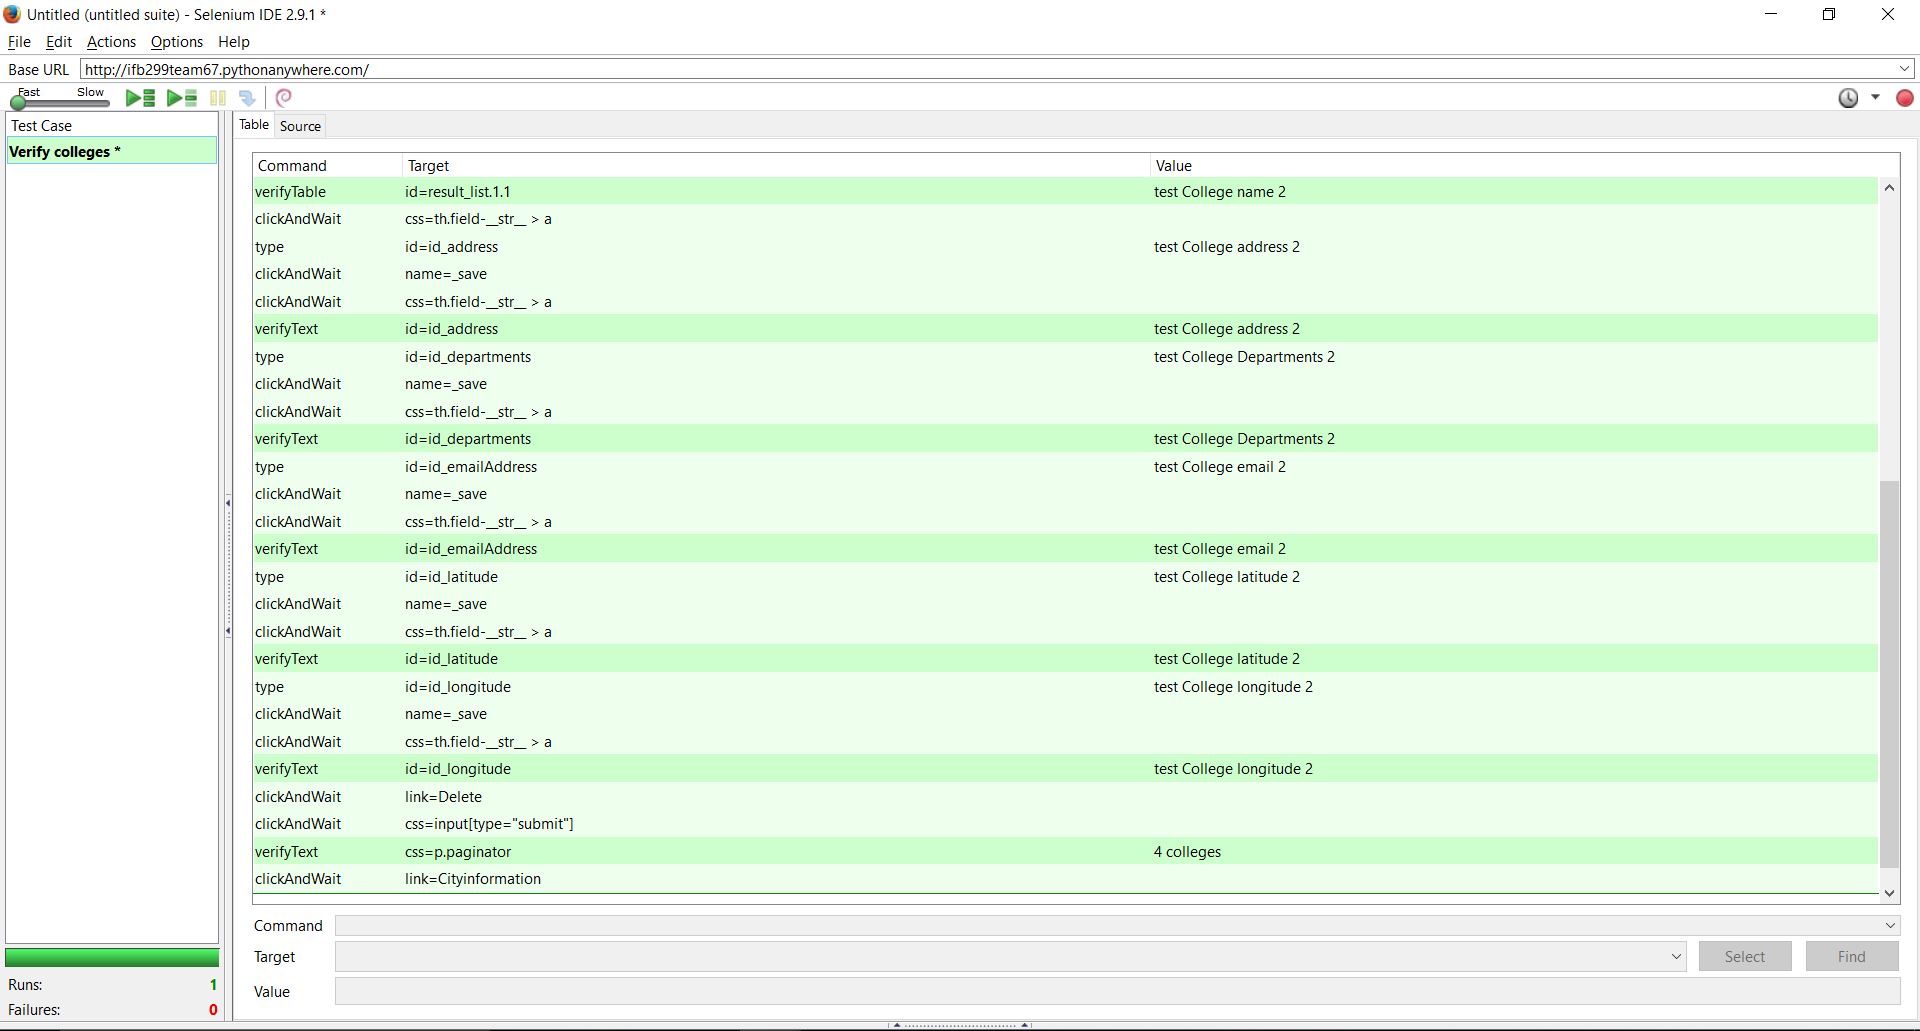 Untitled (untitled suite) - Selenium IDE 2.9.1 *
File Edit Actions Options Help
Base URL http://ifb299team67.pythonanywhere.com/
Fast Slow
Test Case
Verify colleges *
Table Source
Command Target Value
verifyTable id=result_list.1.1 test College name 2
clickAndWait css=th.field-__str__ > a
type id=id_address test College address 2
clickAndWait name=_save
clickAndWait css=th.field-__str__ > a
verifyText id=id_address test College address 2
type id=id_departments test College Departments 2
clickAndWait name=_save
clickAndWait css=th.field-__str__ > a
verifyText id=id_departments test College Departments 2
type id=id_emailAddress test College email 2
clickAndWait name=_save
clickAndWait css=th.field-__str__ > a
verifyText id=id_emailAddress test College email 2
type id=id_latitude test College latitude 2
clickAndWait name=_save
clickAndWait css=th.field-__str__ > a
verifyText id=id_latitude test College latitude 2
type id=id_longitude test College longitude 2
clickAndWait name=_save
clickAndWait css=th.field-__str__ > a
verifyText id=id_longitude test College longitude 2
clickAndWait link=Delete
clickAndWait css=input[type="submit"]
verifyText css=p.paginator 4 colleges
clickAndWait link=Cityinformation
Command
Target Select Find
Value
Runs: 1
Failures: 0